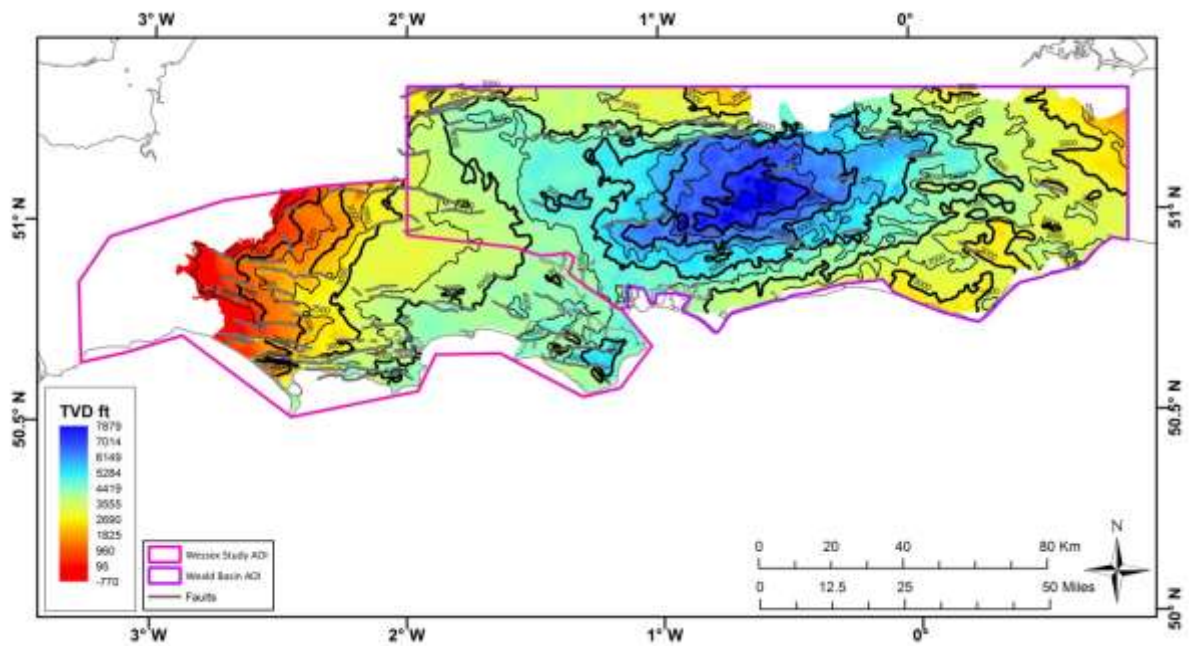 3° W 2° W 1° W 0°
51° N
51° N
50.5° N
50.5° N
TVD ft
7879
7014
6149
5284
4419
3555
2690
1825
960
95
-770
Wessex Study AOI
Weald Basin AOI
Faults
N
0 20 40 80 Km
0 12.5 25 50 Miles
50° N
3° W 2° W 1° W 0°